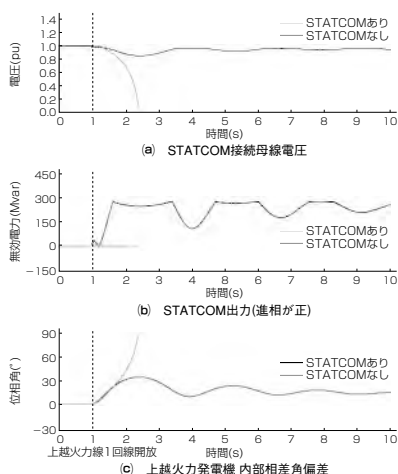 1.4
1.2
1.0
0.8
0.6
0.4
0.2
0.0
電圧(pu)
STATCOMあり
STATCOMなし
0 1 2 3 4 5 6 7 8 9 10
時間(s)
(a) STATCOM接続母線電圧
450
300
150
0
−150
無効電力(Mvar)
STATCOMあり
STATCOMなし
0 1 2 3 4 5 6 7 8 9 10
時間(s)
(b) STATCOM出力(進相が正)
90
60
30
0
−30
位相角(°)
STATCOMあり
STATCOMなし
0 1 2 3 4 5 6 7 8 9 10
上越火力線1回線開放
時間(s)
(c) 上越火力発電機 内部相差角偏差